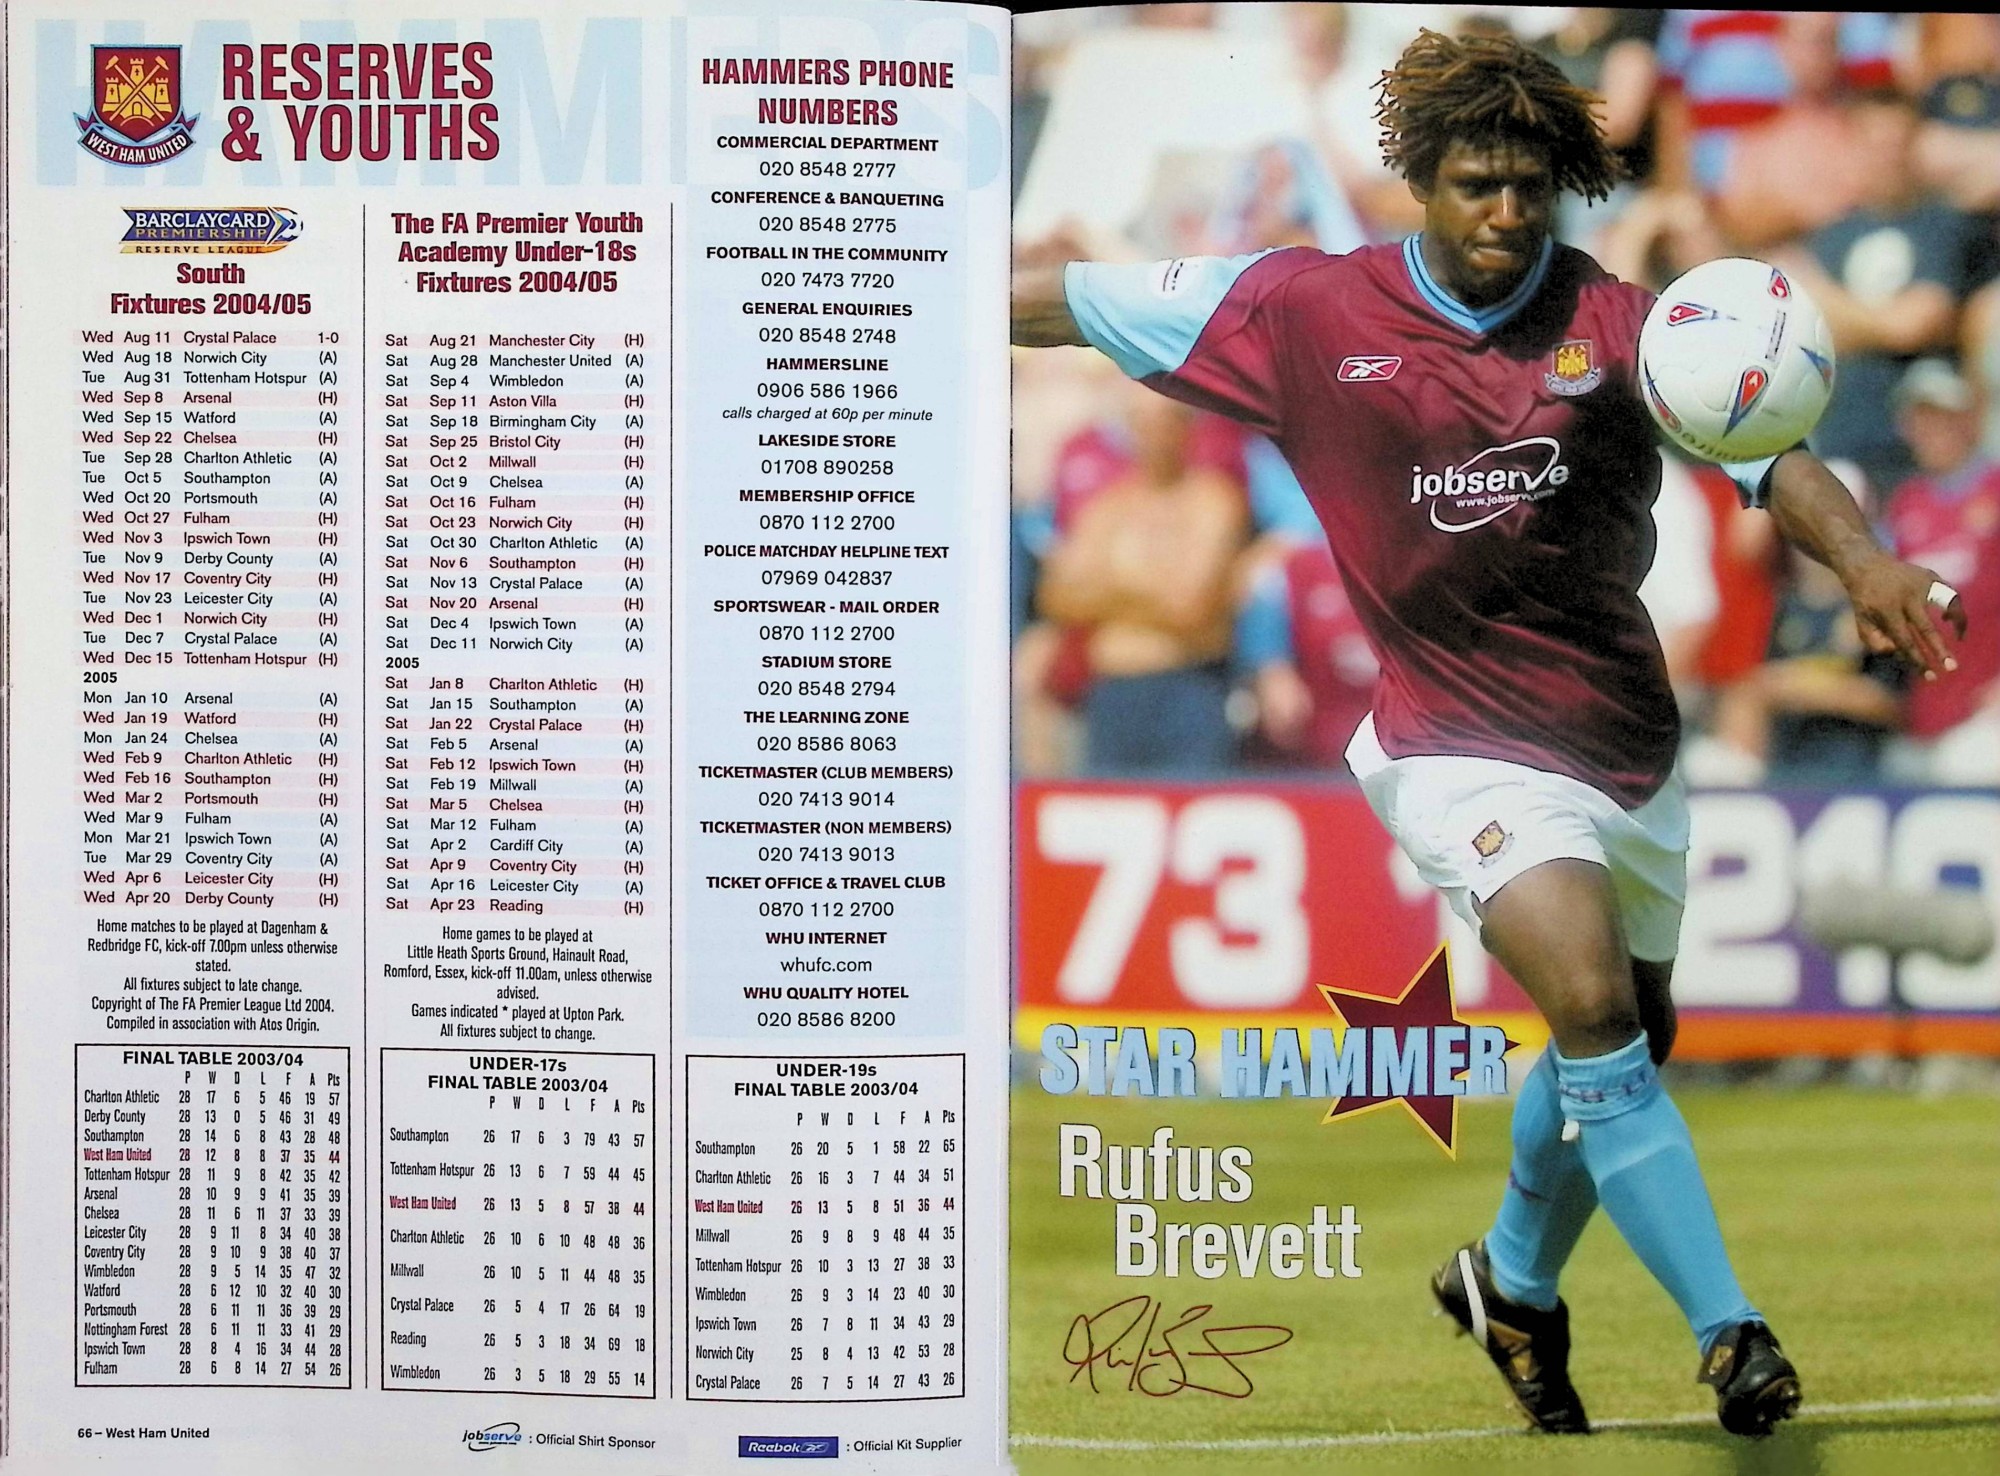 HAMMERS
WEST HAM UNITED
RESERVES
& YOUTHS
BARCLAYCARD
PREMIERSHIP
RESERVE LEAGUE
South
Fixtures 2004/05
Wed Aug 11 Crystal Palace 1-0
Wed Aug 18 Norwich City (A)
Tue Aug 31 Tottenham Hotspur (A)
Wed Sep 8 Arsenal (H)
Wed Sep 15 Watford (A)
Wed Sep 22 Chelsea (H)
Tue Sep 28 Charlton Athletic (A)
Tue Oct 5 Southampton (A)
Wed Oct 20 Portsmouth (A)
Wed Oct 27 Fulham (H)
Wed Nov 3 Ipswich Town (H)
Tue Nov 9 Derby County (A)
Wed Nov 17 Coventry City (H)
Tue Nov 23 Leicester City (A)
Wed Dec 1 Norwich City (H)
Tue Dec 7 Crystal Palace (A)
Wed Dec 15 Tottenham Hotspur (H)
2005
Mon Jan 10 Arsenal (A)
Wed Jan 19 Watford (H)
Mon Jan 24 Chelsea (A)
Wed Feb 9 Charlton Athletic (H)
Wed Feb 16 Southampton (H)
Wed Mar 2 Portsmouth (H)
Wed Mar 9 Fulham (A)
Mon Mar 21 Ipswich Town (A)
Tue Mar 29 Coventry City (A)
Wed Apr 6 Leicester City (H)
Wed Apr 20 Derby County (H)
Home matches to be played at Dagenham &
Redbridge FC, kick-off 7.00pm unless otherwise
stated.
All fixtures subject to late change.
Copyright of The FA Premier League Ltd 2004.
Compiled in association with Atos Origin.
FINAL TABLE 2003/04
P W D L F A Pts
Charlton Athletic 28 17 6 5 46 19 57
Derby County 28 13 0 5 46 31 49
Southampton 28 14 6 8 43 28 48
West Ham United 28 12 8 8 37 35 44
Tottenham Hotspur 28 11 9 8 42 35 42
Arsenal 28 10 9 9 41 35 39
Chelsea 28 11 6 11 37 33 39
Leicester City 28 9 11 8 34 40 38
Coventry City 28 9 10 9 38 40 37
Wimbledon 28 9 5 14 35 47 32
Watford 28 6 12 10 32 40 30
Portsmouth 28 6 11 11 36 39 29
Nottingham Forest 28 6 11 11 33 41 29
Ipswich Town 28 8 4 16 34 44 28
Fulham 28 6 8 14 27 54 26
66 – West Ham United
The FA Premier Youth
Academy Under-18s
Fixtures 2004/05
Sat Aug 21 Manchester City (H)
Sat Aug 28 Manchester United (A)
Sat Sep 4 Wimbledon (A)
Sat Sep 11 Aston Villa (H)
Sat Sep 18 Birmingham City (A)
Sat Sep 25 Bristol City (H)
Sat Oct 2 Millwall (H)
Sat Oct 9 Chelsea (A)
Sat Oct 16 Fulham (H)
Sat Oct 23 Norwich City (H)
Sat Oct 30 Charlton Athletic (A)
Sat Nov 6 Southampton (H)
Sat Nov 13 Crystal Palace (A)
Sat Nov 20 Arsenal (H)
Sat Dec 4 Ipswich Town (A)
Sat Dec 11 Norwich City (A)
2005
Sat Jan 8 Charlton Athletic (H)
Sat Jan 15 Southampton (A)
Sat Jan 22 Crystal Palace (H)
Sat Feb 5 Arsenal (A)
Sat Feb 12 Ipswich Town (H)
Sat Feb 19 Millwall (A)
Sat Mar 5 Chelsea (H)
Sat Mar 12 Fulham (A)
Sat Apr 2 Cardiff City (A)
Sat Apr 9 Coventry City (H)
Sat Apr 16 Leicester City (A)
Sat Apr 23 Reading (H)
Home games to be played at
Little Heath Sports Ground, Hainault Road,
Romford, Essex, kick-off 11.00am, unless otherwise
advised.
Games indicated * played at Upton Park.
All fixtures subject to change.
UNDER-17s
FINAL TABLE 2003/04
P W D L F A Pts
Southampton 26 17 6 3 79 43 57
Tottenham Hotspur 26 13 6 7 59 44 45
West Ham United 26 13 5 8 57 38 44
Charlton Athletic 26 10 6 10 48 48 36
Millwall 26 10 5 11 44 48 35
Crystal Palace 26 5 4 17 26 64 19
Reading 26 5 3 18 34 69 18
Wimbledon 26 3 5 18 29 55 14
jobserve : Official Shirt Sponsor
HAMMERS PHONE
NUMBERS
COMMERCIAL DEPARTMENT
020 8548 2777
CONFERENCE & BANQUETING
020 8548 2775
FOOTBALL IN THE COMMUNITY
020 7473 7720
GENERAL ENQUIRIES
020 8548 2748
HAMMERSLINE
0906 586 1966
calls charged at 60p per minute
LAKESIDE STORE
01708 890258
MEMBERSHIP OFFICE
0870 112 2700
POLICE MATCHDAY HELPLINE TEXT
07969 042837
SPORTSWEAR - MAIL ORDER
0870 112 2700
STADIUM STORE
020 8548 2794
THE LEARNING ZONE
020 8586 8063
TICKETMASTER (CLUB MEMBERS)
020 7413 9014
TICKETMASTER (NON MEMBERS)
020 7413 9013
TICKET OFFICE & TRAVEL CLUB
0870 112 2700
WHU INTERNET
whufc.com
WHU QUALITY HOTEL
020 8586 8200
UNDER-19s
FINAL TABLE 2003/04
P W D L F A Pts
Southampton 26 20 5 1 58 22 65
Charlton Athletic 26 16 3 7 44 34 51
West Ham United 26 13 5 8 51 36 44
Millwall 26 9 8 9 48 44 35
Tottenham Hotspur 26 10 3 13 27 38 33
Wimbledon 26 9 3 14 23 40 30
Ipswich Town 26 7 8 11 34 43 29
Norwich City 25 8 4 13 42 53 28
Crystal Palace 26 7 5 14 27 43 26
Reebok : Official Kit Supplier
jobserve
www.jobserve.com
73
219
STAR HAMMER
Rufus
Brevett